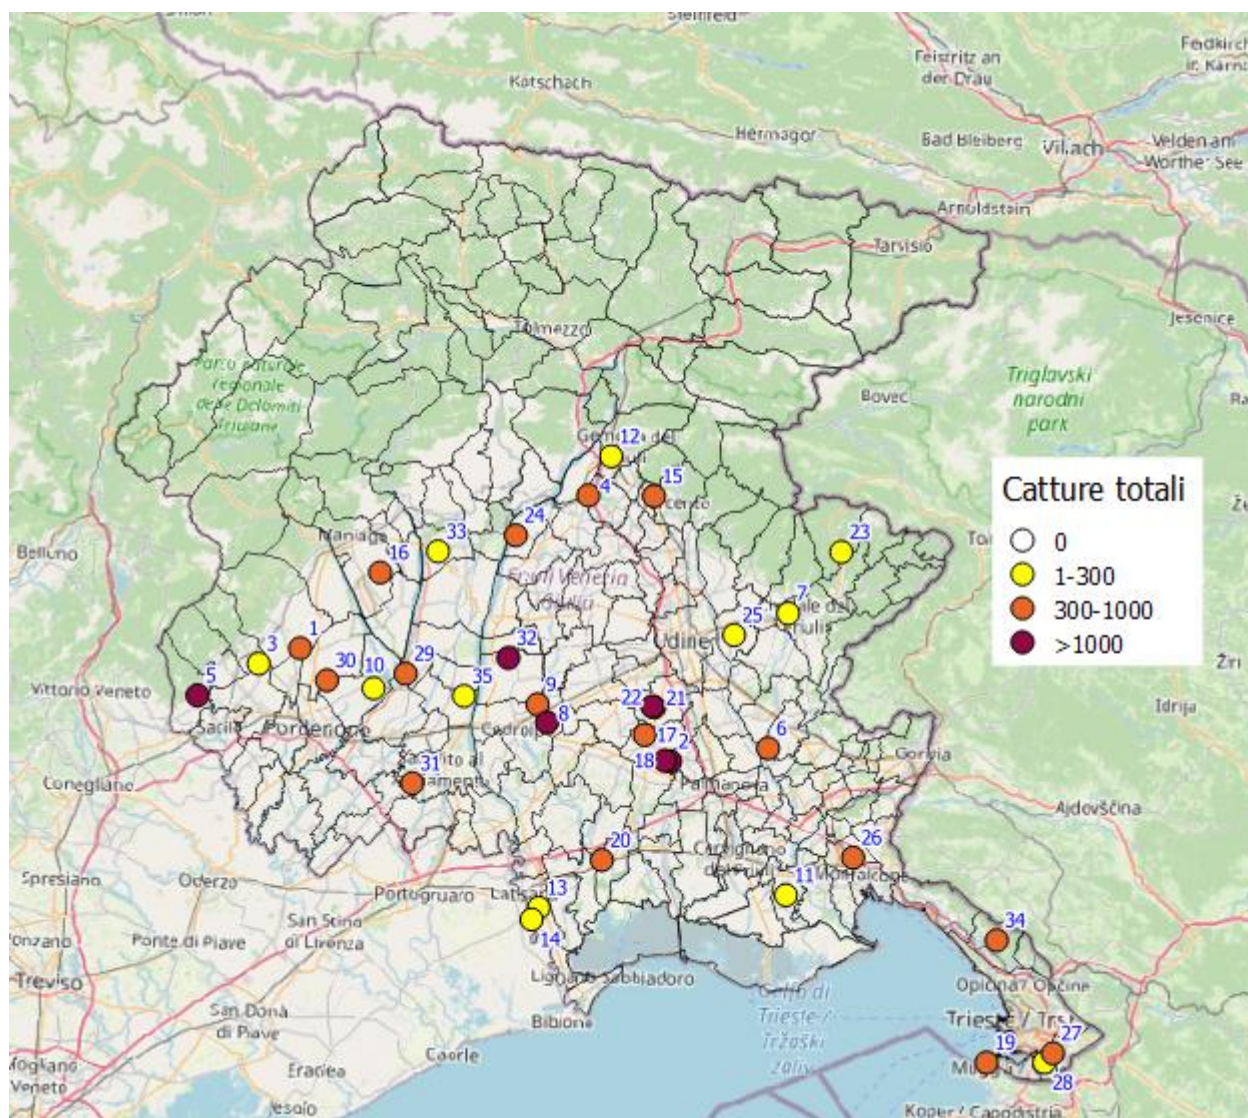 Kötschach
Feistritz an
der Drau
Hermagor
Bad Bleiberg
Villach
Velden am
Wörther See
Arnoldstein
Tarvisio
Jesenice
Tolmezzo
Parco naturale
regionale
delle Dolomiti
Friulane
Triglavski
narodni
park
Bovec
12
4
15
Catture totali
0
1-300
300-1000
>1000
Belluno
Maniago
16
33
24
23
Friuli Venezia
Giulia
7
25
Udine
1
3
5
30
10
29
32
35
9
8
22
21
17
18
2
6
Vittorio Veneto
Sacile
Pordenone
Codroipo
Gorizia
Idrija
Žiri
Conegliano
31
Palmanova
Ajdovščina
20
26
11
Monfalcone
Spresiano
Oderzo
Portogruaro
Latisana
13
14
San Stino
di Livenza
Ponte di Piave
34
Treviso
Lignano Sabbiadoro
Opicina / Opčine
San Donà
di Piave
Bibione
Golfo di
Trieste /
Tržaški
zaliv
Trieste / Trst
19
27
28
Caorle
Eraclea
Mogliano
Veneto
Jesolo
Koper / Capodistria